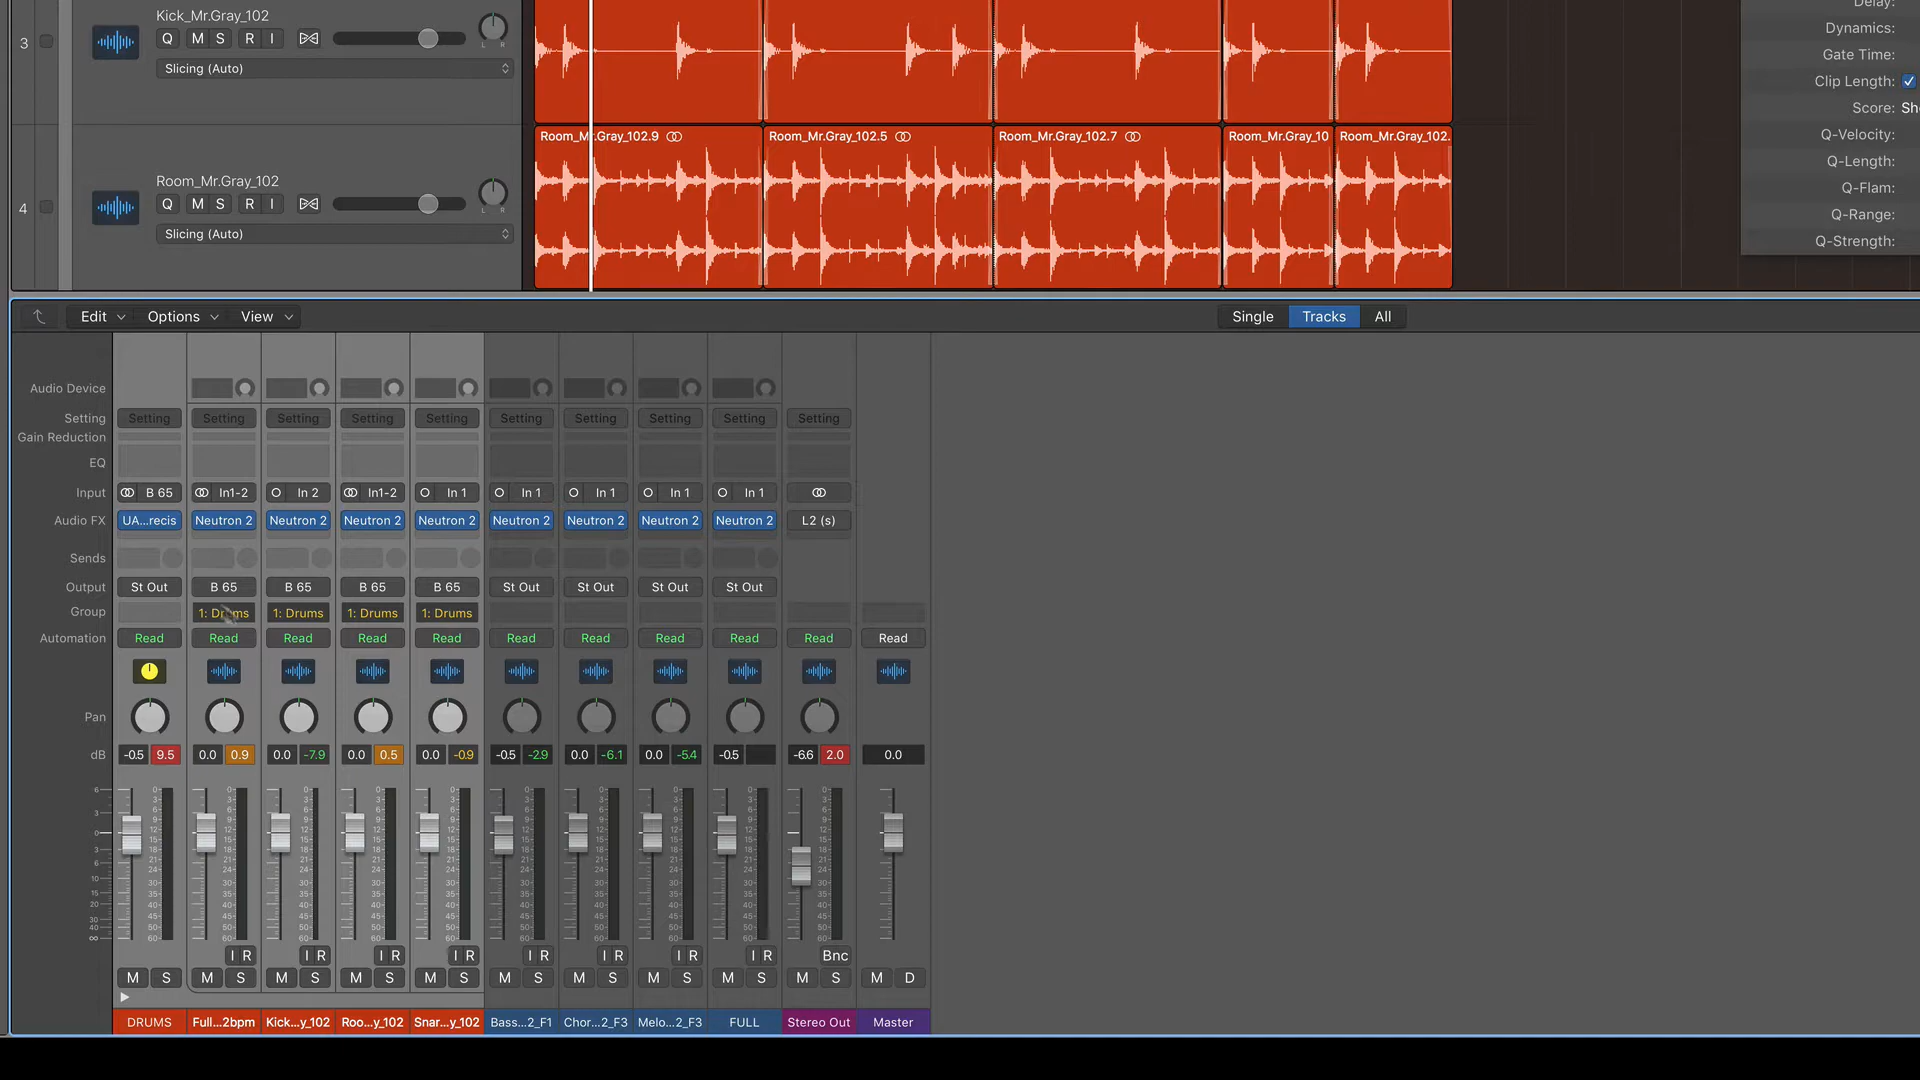 Kick_Mr.Gray_102
3 Q M S R I
L R
Slicing (Auto)
Room_Mr.Gray_102
4 Q M S R I
L R
Slicing (Auto)
Room_Mr.Gray_102.9 Room_Mr.Gray_102.5 Room_Mr.Gray_102.7 Room_Mr.Gray_10 Room_Mr.Gray_102.
Delay:
Dynamics:
Gate Time:
Clip Length:
Score: Sh
Q-Velocity:
Q-Length:
Q-Flam:
Q-Range:
Q-Strength:
Edit Options View Single Tracks All
Audio Device
Setting Setting Setting Setting Setting Setting Setting Setting Setting Setting Setting
Gain Reduction
EQ
Input B 65 In1-2 In 2 In1-2 In 1 In 1 In 1 In 1 In 1
Audio FX UA...recis Neutron 2 Neutron 2 Neutron 2 Neutron 2 Neutron 2 Neutron 2 Neutron 2 Neutron 2 L2 (s)
Sends
Output St Out B 65 B 65 B 65 B 65 St Out St Out St Out St Out
Group 1: Drums 1: Drums 1: Drums 1: Drums
Automation Read Read Read Read Read Read Read Read Read Read Read
Pan
dB -0.5 9.5 0.0 0.9 0.0 -7.9 0.0 0.5 0.0 -0.9 -0.5 -2.9 0.0 -6.1 0.0 -5.4 -0.5 -6.6 2.0 0.0
I R I R I R I R I R I R I R I R Bnc
M S M S M S M S M S M S M S M S M S M S M D
DRUMS Full...2bpm Kick...y_102 Roo...y_102 Snar...y_102 Bass...2_F1 Chor...2_F3 Melo...2_F3 FULL Stereo Out Master